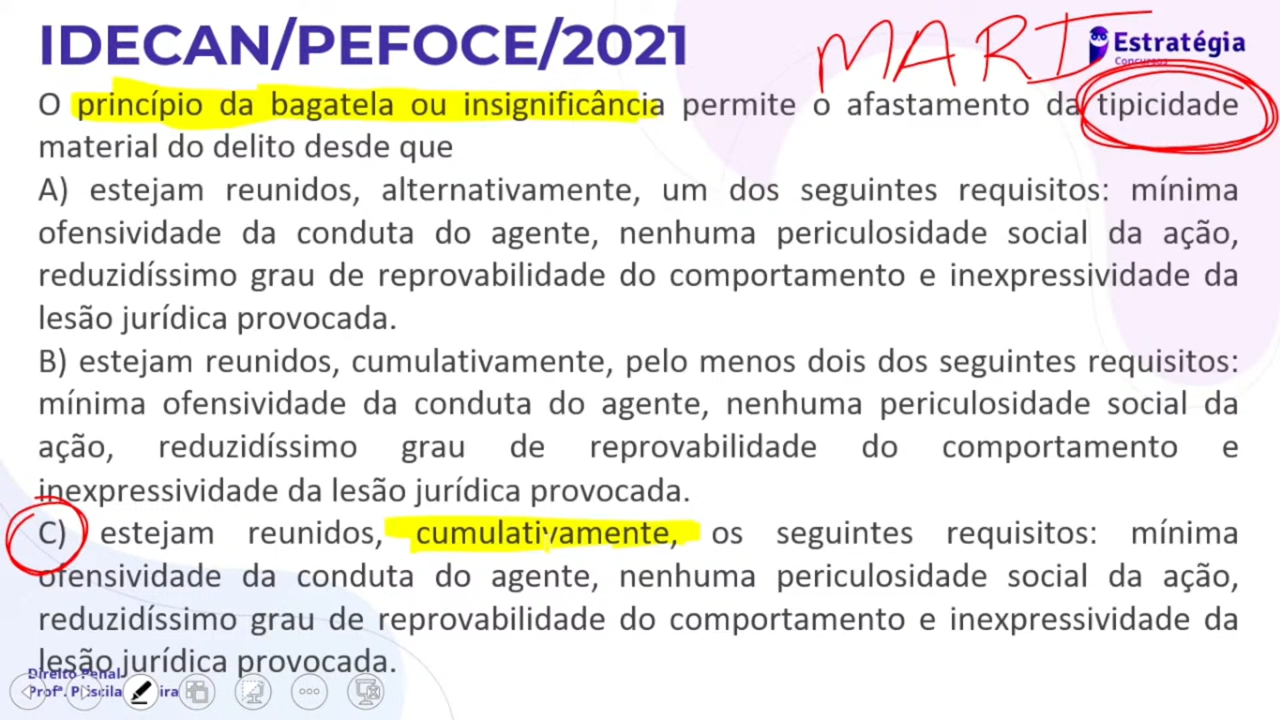 IDECAN/PEFOCE/2021
MARI
Estratégia
Concursos
O princípio da bagatela ou insignificância permite o afastamento da tipicidade
material do delito desde que
A) estejam reunidos, alternativamente, um dos seguintes requisitos: mínima
ofensividade da conduta do agente, nenhuma periculosidade social da ação,
reduzidíssimo grau de reprovabilidade do comportamento e inexpressividade da
lesão jurídica provocada.
B) estejam reunidos, cumulativamente, pelo menos dois dos seguintes requisitos:
mínima ofensividade da conduta do agente, nenhuma periculosidade social da
ação, reduzidíssimo grau de reprovabilidade do comportamento e
inexpressividade da lesão jurídica provocada.
C) estejam reunidos, cumulativamente, os seguintes requisitos: mínima
ofensividade da conduta do agente, nenhuma periculosidade social da ação,
reduzidíssimo grau de reprovabilidade do comportamento e inexpressividade da
lesão jurídica provocada.
Direito Penal
Profª. Priscila